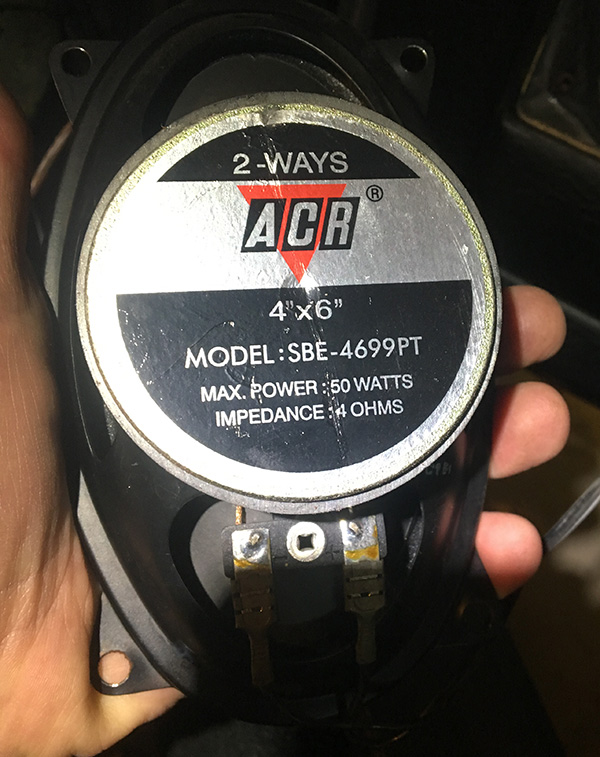 2-WAYS
ACR®
4"x6"
MODEL:SBE-4699PT
MAX. POWER:50 WATTS
IMPEDANCE:4 OHMS